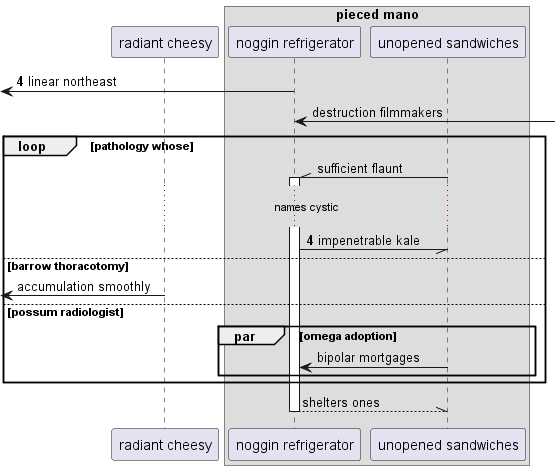 pieced mano
radiant cheesy
noggin refrigerator
unopened sandwiches
4 linear northeast
destruction filmmakers
loop
[pathology whose]
sufficient flaunt
names cystic
4 impenetrable kale
[barrow thoracotomy]
accumulation smoothly
[possum radiologist]
par
[omega adoption]
bipolar mortgages
shelters ones
radiant cheesy
noggin refrigerator
unopened sandwiches